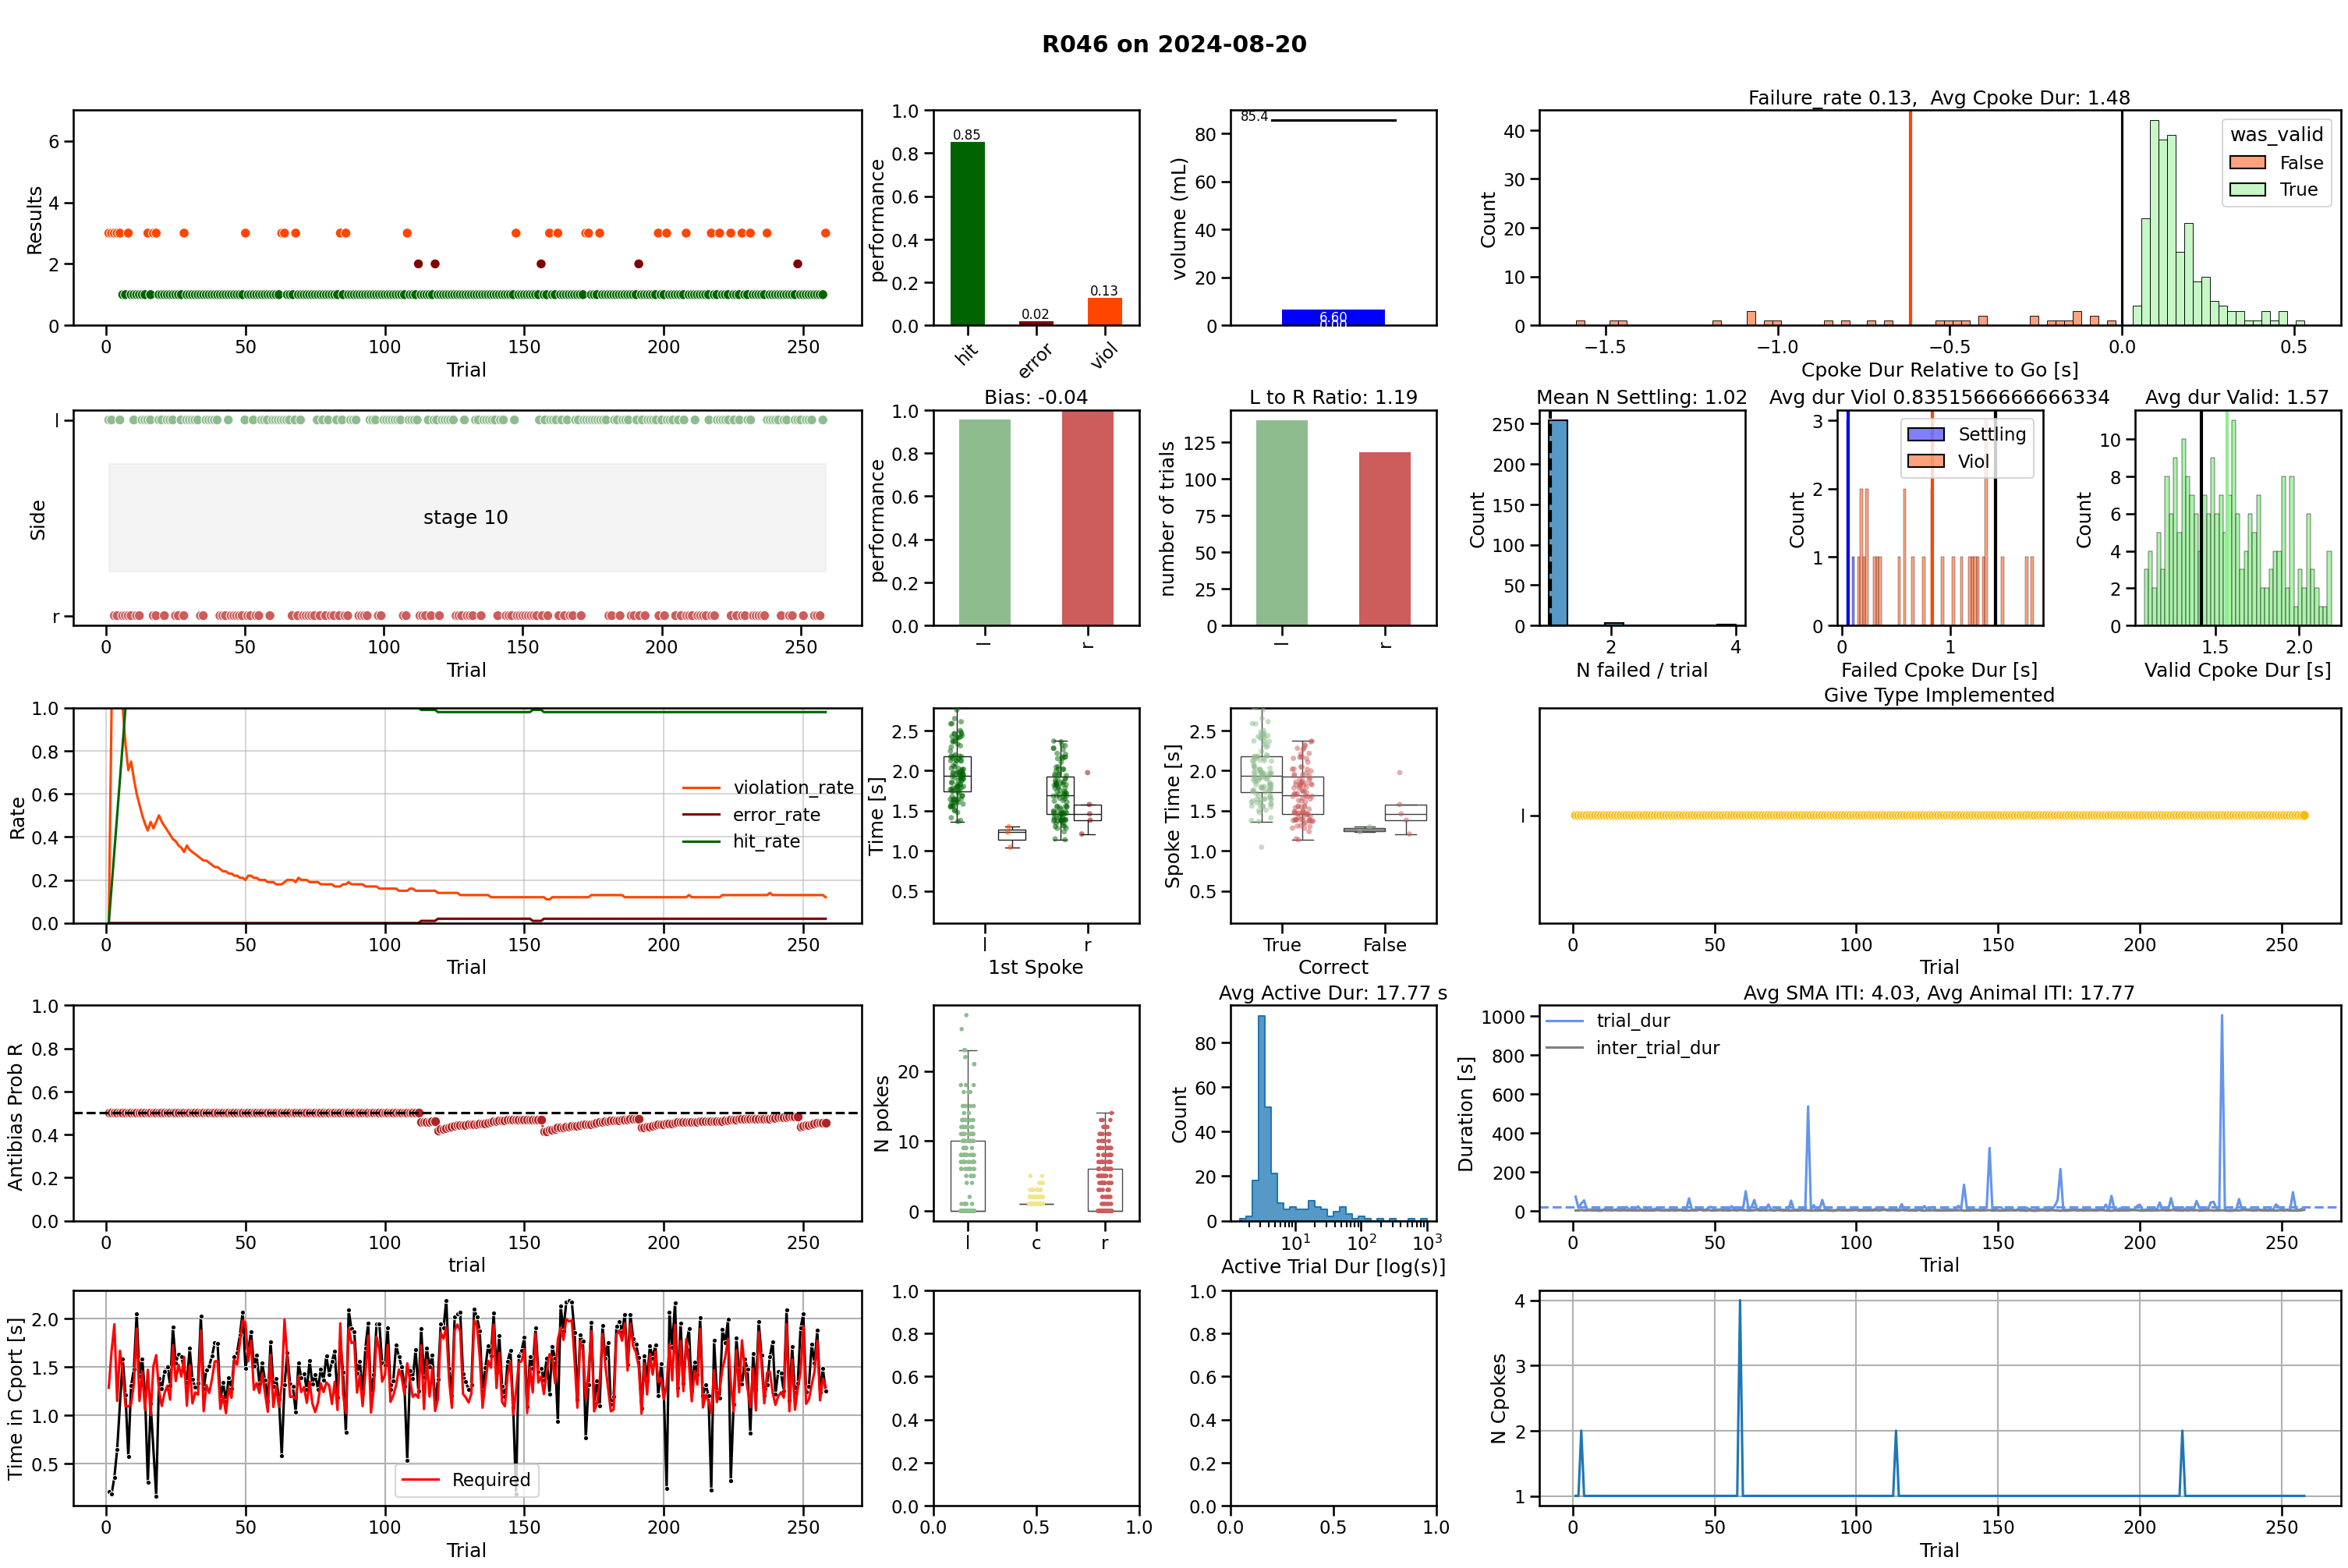 R046 on 2024-08-20
Results
6
4
2
0
0
50
100
150
200
250
Trial
performance
1.0
0.8
0.6
0.4
0.2
0.0
0.85
0.02
0.13
hit
error
viol
volume (mL)
80
60
40
20
0
85.4
6.60
0.00
Failure_rate 0.13,  Avg Cpoke Dur: 1.48
Count
40
30
20
10
0
was_valid
False
True
−1.5
−1.0
−0.5
0.0
0.5
Cpoke Dur Relative to Go [s]
Side
l
r
stage 10
0
50
100
150
200
250
Trial
Bias: -0.04
performance
1.0
0.8
0.6
0.4
0.2
0.0
l
r
L to R Ratio: 1.19
number of trials
125
100
75
50
25
0
l
r
Mean N Settling: 1.02
Count
250
200
150
100
50
0
2
4
N failed / trial
Avg dur Viol 0.8351566666666334
Count
3
2
1
0
Settling
Viol
0
1
Failed Cpoke Dur [s]
Avg dur Valid: 1.57
Count
10
8
6
4
2
0
1.5
2.0
Valid Cpoke Dur [s]
Rate
1.0
0.8
0.6
0.4
0.2
0.0
violation_rate
error_rate
hit_rate
0
50
100
150
200
250
Trial
Time [s]
2.5
2.0
1.5
1.0
0.5
l
r
1st Spoke
Spoke Time [s]
2.5
2.0
1.5
1.0
0.5
True
False
Correct
Give Type Implemented
l
0
50
100
150
200
250
Trial
Antibias Prob R
1.0
0.8
0.6
0.4
0.2
0.0
0
50
100
150
200
250
trial
N pokes
20
10
0
l
c
r
Avg Active Dur: 17.77 s
Count
80
60
40
20
0
10¹
10²
10³
Active Trial Dur [log(s)]
Avg SMA ITI: 4.03, Avg Animal ITI: 17.77
Duration [s]
1000
800
600
400
200
0
trial_dur
inter_trial_dur
0
50
100
150
200
250
Trial
Time in Cport [s]
2.0
1.5
1.0
0.5
Required
0
50
100
150
200
250
Trial
1.0
0.8
0.6
0.4
0.2
0.0
0.0
0.5
1.0
1.0
0.8
0.6
0.4
0.2
0.0
0.0
0.5
1.0
N Cpokes
4
3
2
1
0
50
100
150
200
250
Trial